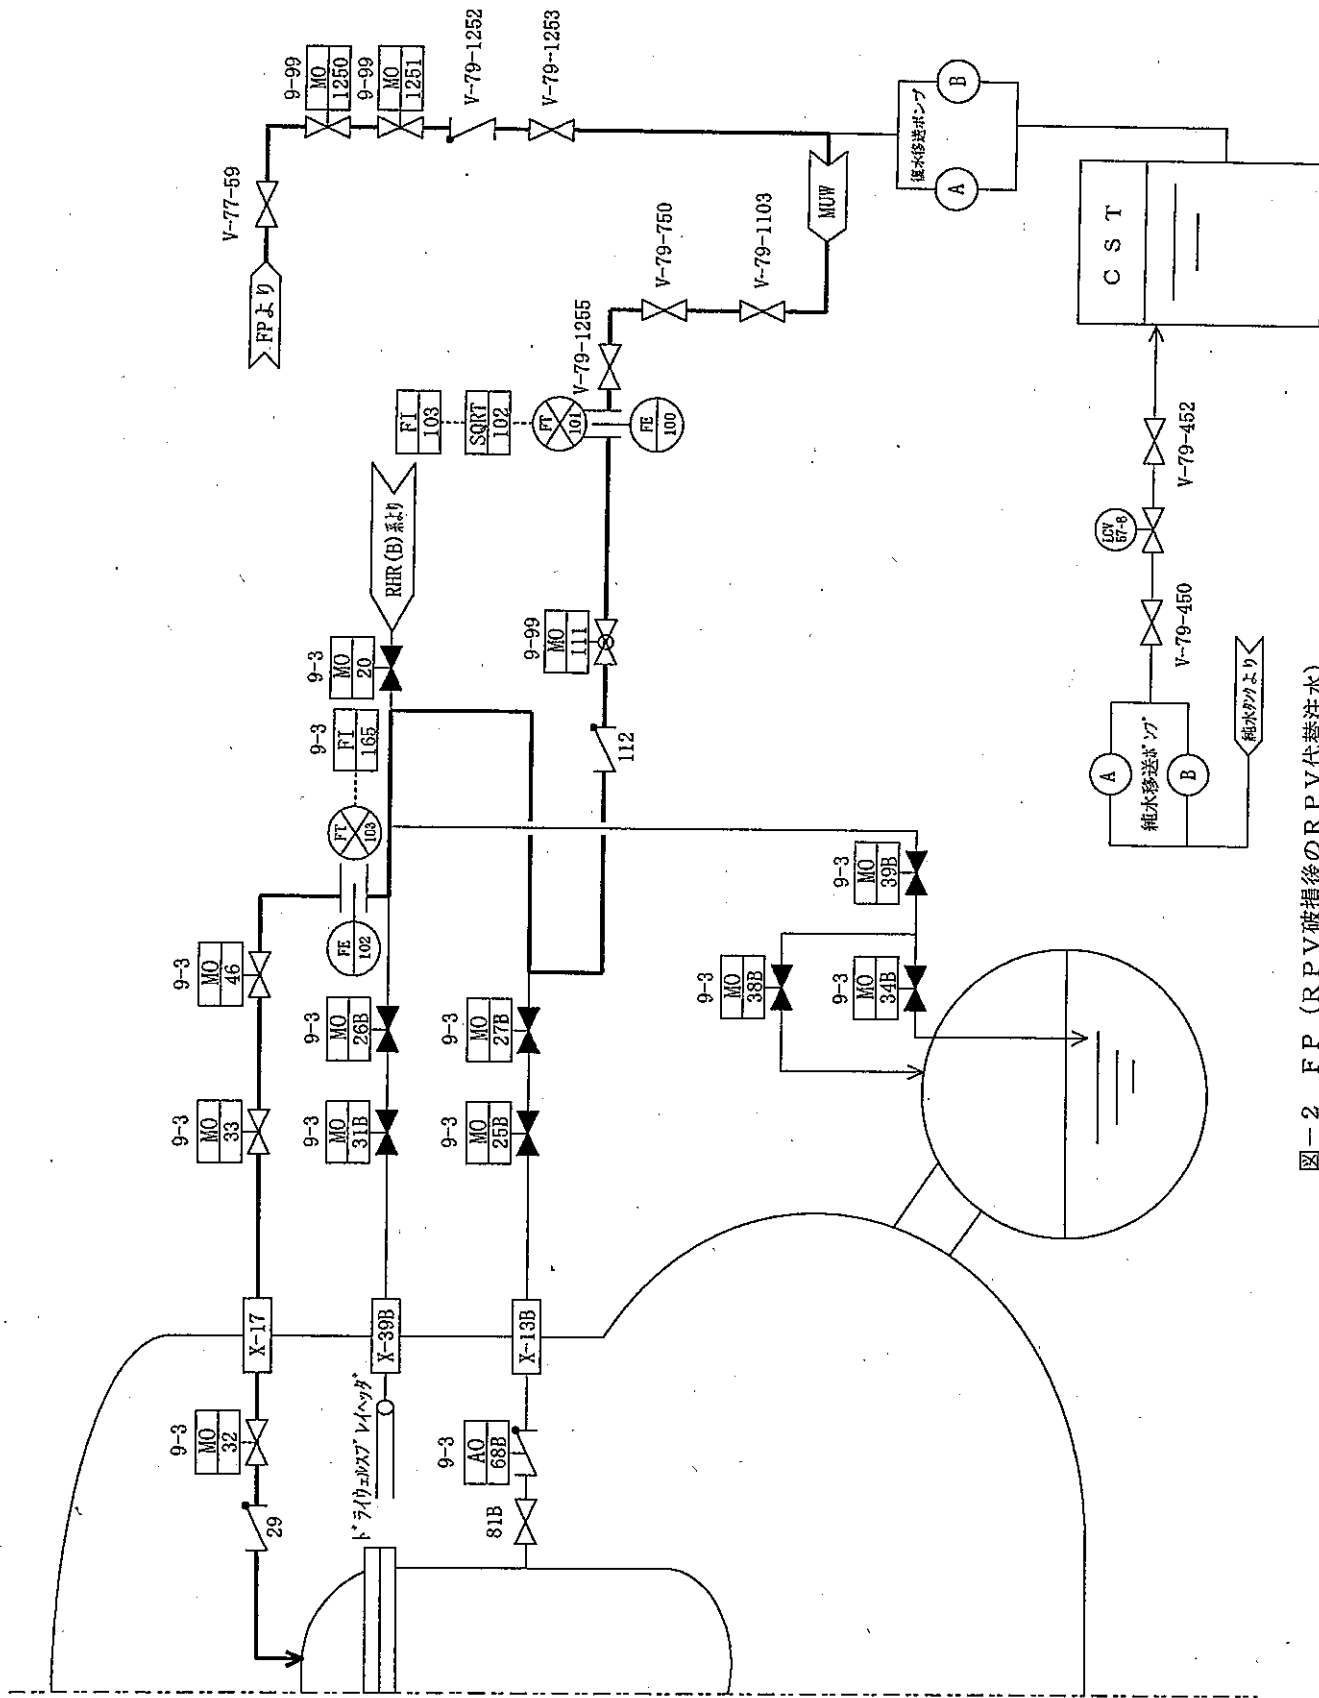 V-77-59
FPより
9-99
MO
1250
9-99
MO
1251
V-79-1252
V-79-1253
MUW
復水移送ポンプ
A
B
CST
V-79-750
V-79-1103
V-79-1255
FI
103
SQRT
102
FT
101
FE
100
RHR(B)系より
9-3
MO
20
9-3
FI
165
FT
103
FE
102
9-99
MO
111
112
9-3
MO
46
9-3
MO
33
X-17
9-3
MO
32
29
9-3
MO
26B
9-3
MO
31B
X-39B
ドライウェルスプレイヘッダ
9-3
MO
27B
9-3
MO
25B
X-13B
9-3
AO
68B
81B
9-3
MO
39B
9-3
MO
38B
9-3
MO
34B
V-79-452
LCV
57-6
V-79-450
純水移送ポンプ
A
B
純水タンクより
図-2 FP(RPV破損後のRPV代替注水)